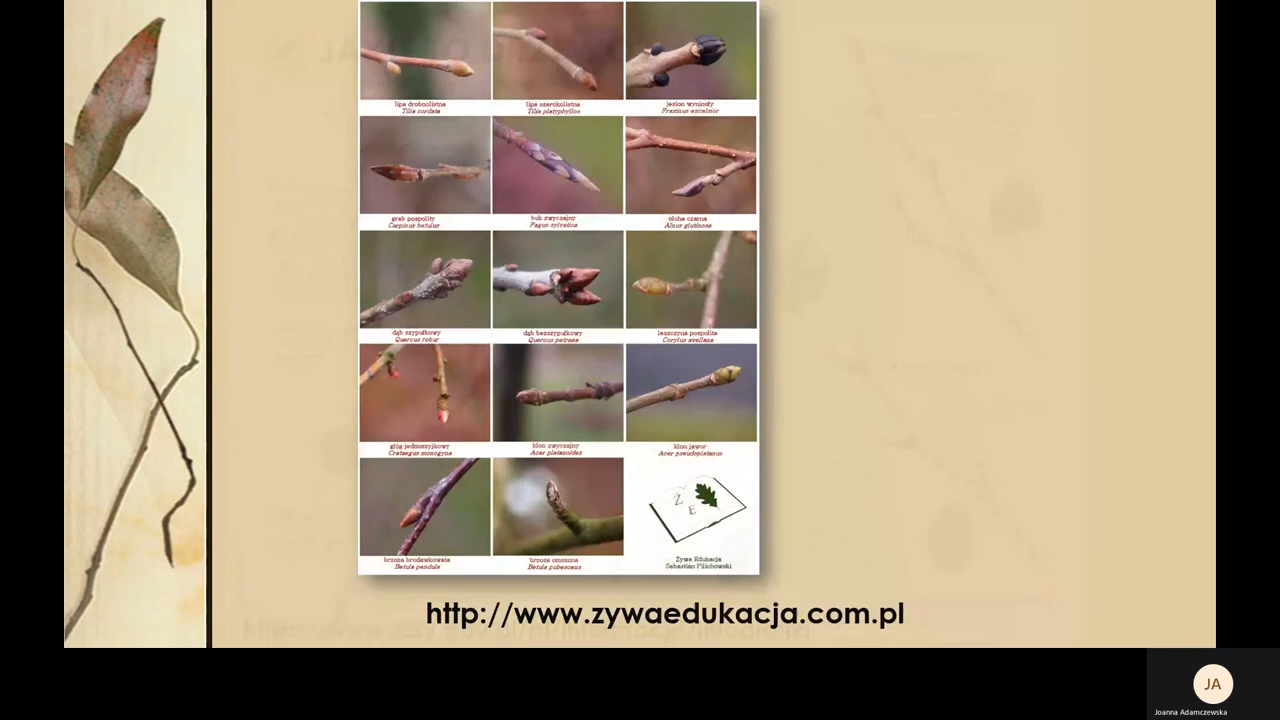 lipa drobnolistna
Tilia cordata
lipa szerokolistna
Tilia platyphyllos
jesion wyniosły
Fraxinus excelsior
grab pospolity
Carpinus betulus
buk zwyczajny
Fagus sylvatica
olcha czarna
Alnus glutinosa
dąb szypułkowy
Quercus robur
dąb bezszypułkowy
Quercus petraea
leszczyna pospolita
Corylus avellana
głóg jednoszyjkowy
Crataegus monogyna
klon zwyczajny
Acer platanoides
klon jawor
Acer pseudoplatanus
brzoza brodawkowata
Betula pendula
brzoza omszona
Betula pubescens
Ż
E
Żywa Edukacja
Sebastian Pilichowski
http://www.zywaedukacja.com.pl
JA
Joanna Adamczewska